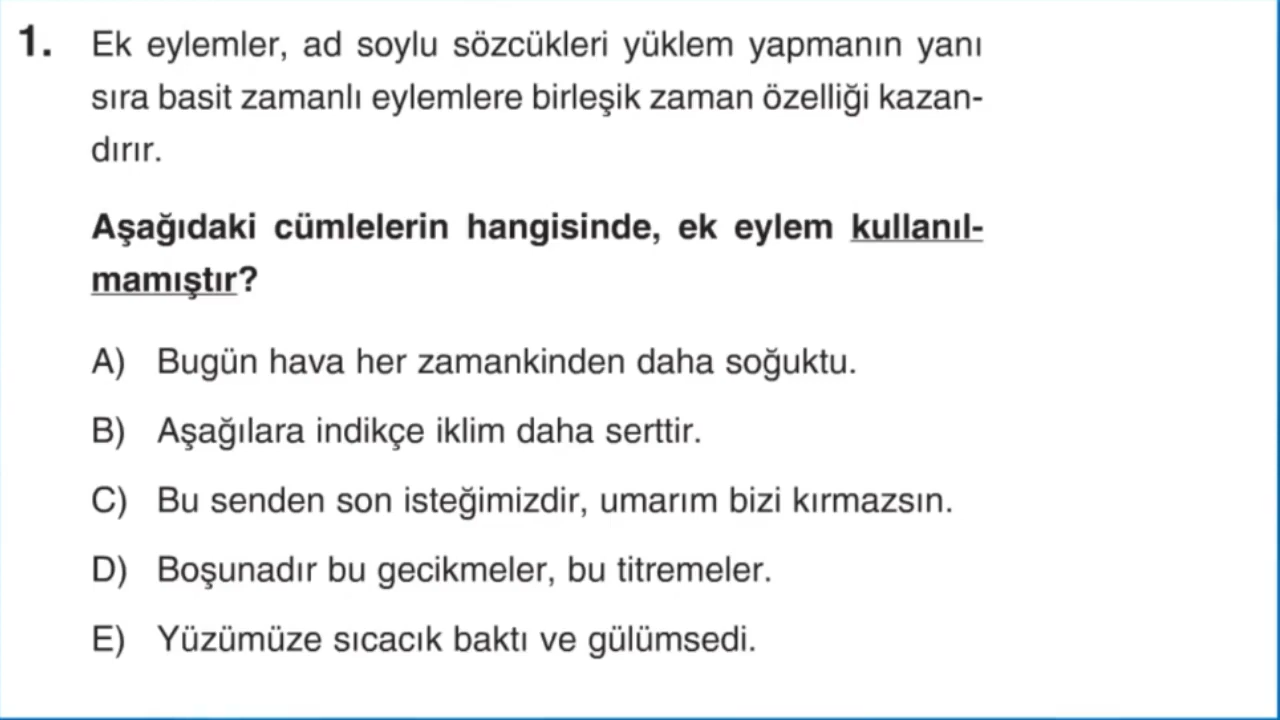 1. Ek eylemler, ad soylu sözcükleri yüklem yapmanın yanı
sıra basit zamanlı eylemlere birleşik zaman özelliği kazan-
dırır.
Aşağıdaki cümlelerin hangisinde, ek eylem kullanıl-
mamıştır?
A) Bugün hava her zamankinden daha soğuktu.
B) Aşağılara indikçe iklim daha serttir.
C) Bu senden son isteğimizdir, umarım bizi kırmazsın.
D) Boşunadır bu gecikmeler, bu titremeler.
E) Yüzümüze sıcacık baktı ve gülümsedi.